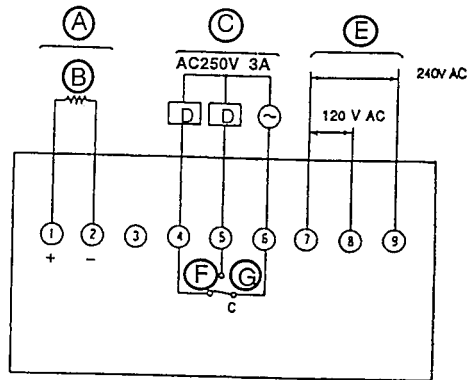 A C E
AC250V 3A
240V AC
B
D D ~
120 V AC
1 2 3 4 5 6 7 8 9
+ −
F G
C